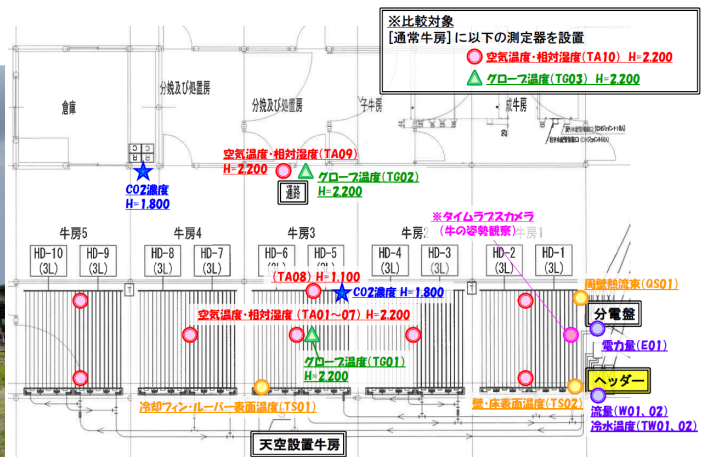 ※比較対象
[通常牛房]に以下の測定器を設置
空気温度・相対湿度(TA10) H=2.200
グローブ温度(TG03) H=2.200
倉庫
分娩及び処置房
分娩及び処置房
子牛房
成牛房
空気温度・相対湿度(TA09)
H=2.200
グローブ温度(TG02)
H=2.200
通路
CO2濃度
H=1.800
※タイムラプスカメラ
(牛の姿勢観察)
牛房5
牛房4
牛房3
牛房2
牛房1
HD-10
(3L)
HD-9
(3L)
HD-8
(3L)
HD-7
(3L)
HD-6
(3L)
HD-5
(3L)
HD-4
(3L)
HD-3
(3L)
HD-2
(3L)
HD-1
(3L)
(TA08) H=1.100
CO2濃度 H=1.800
周壁熱流束(QS01)
分電盤
空気温度・相対湿度(TA01～07) H=2.200
電力量(E01)
グローブ温度(TG01)
H=2.200
ヘッダー
冷却フィン・ルーバー表面温度(TS01)
壁・床表面温度(TS02)
流量(W01、02)
冷水温度(TW01、02)
天空設置牛房